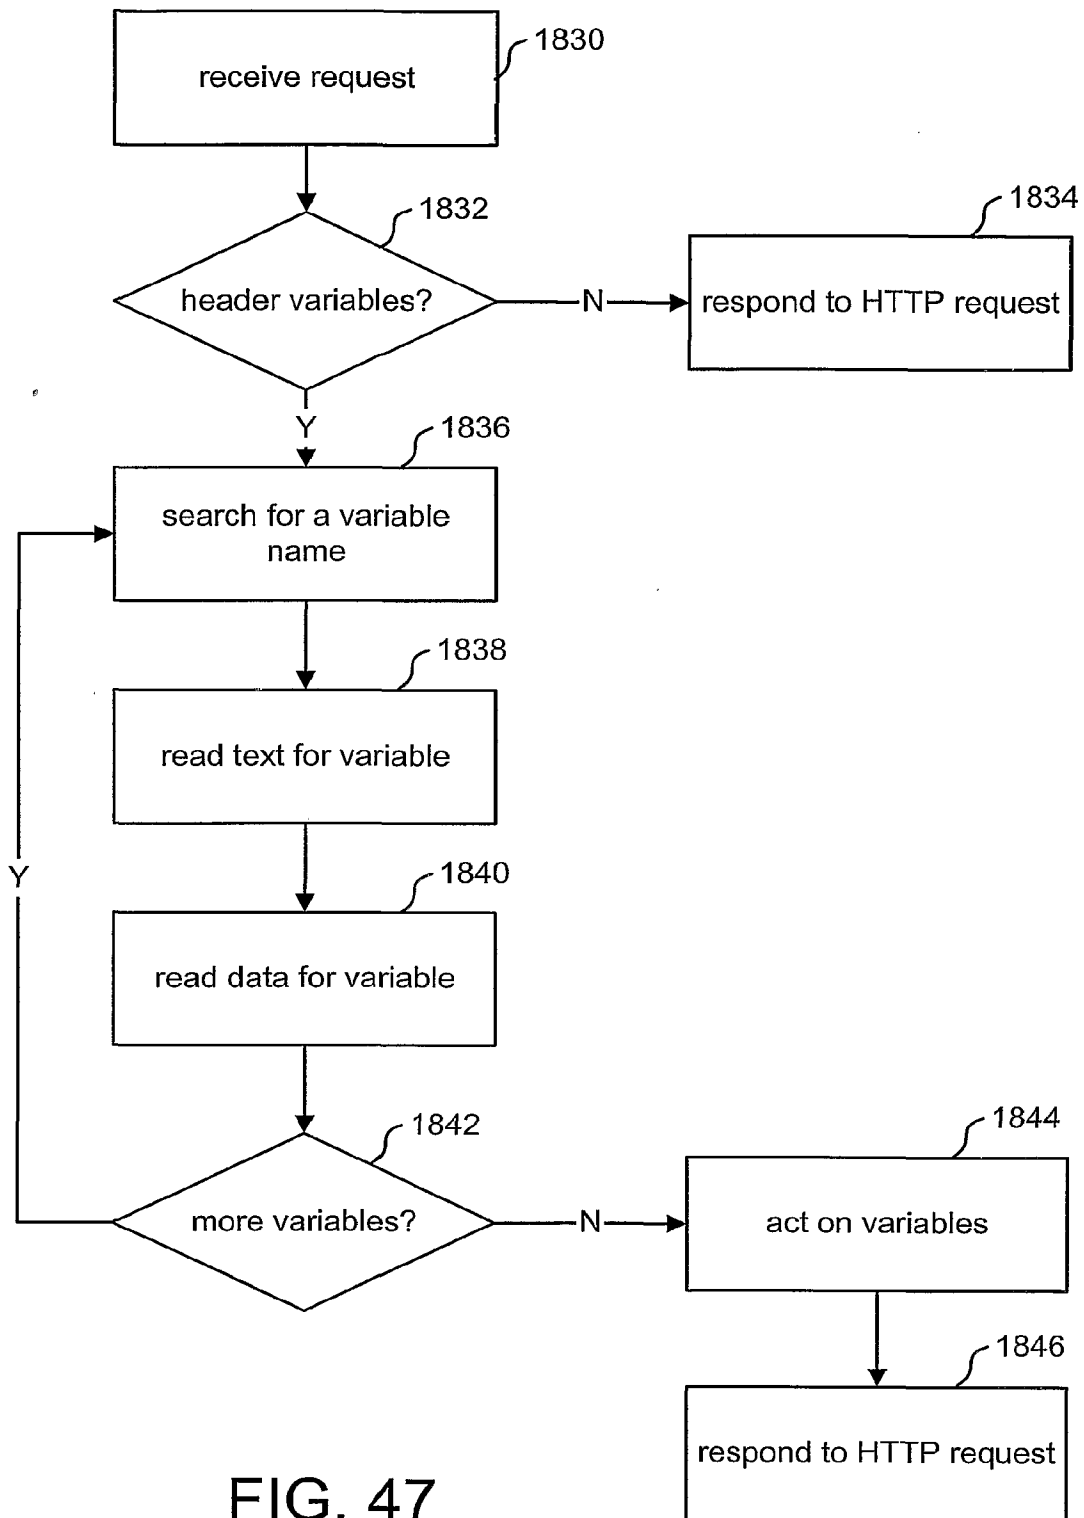 1830
receive request
1832
1834
header variables?
N
respond to HTTP request
Y
1836
search for a variable
name
1838
read text for variable
Y
1840
read data for variable
1842
1844
more variables?
N
act on variables
1846
respond to HTTP request
FIG. 47